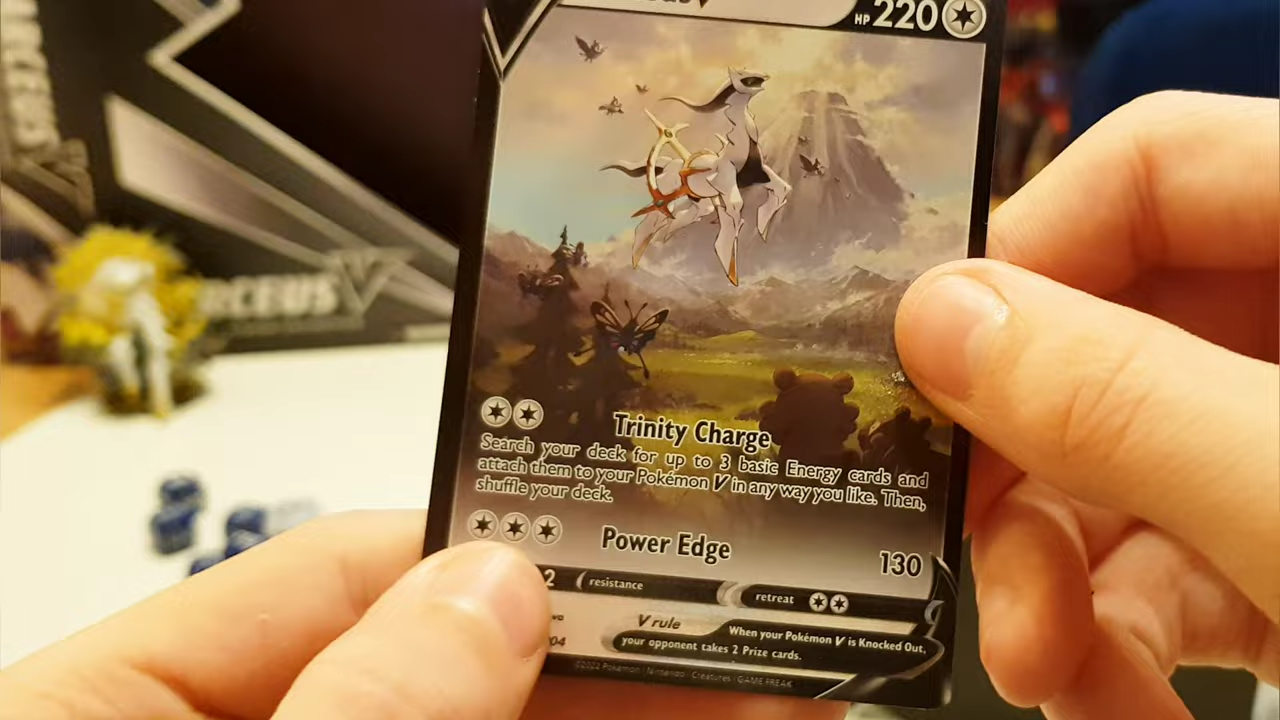 HP 220
Trinity Charge
Search your deck for up to 3 basic Energy cards and
attach them to your Pokémon V in any way you like. Then,
shuffle your deck.
Power Edge 130
2 resistance retreat
V rule When your Pokémon V is Knocked Out,
your opponent takes 2 Prize cards.
©2022 Pokémon / Nintendo / Creatures / GAME FREAK
RCEUS V